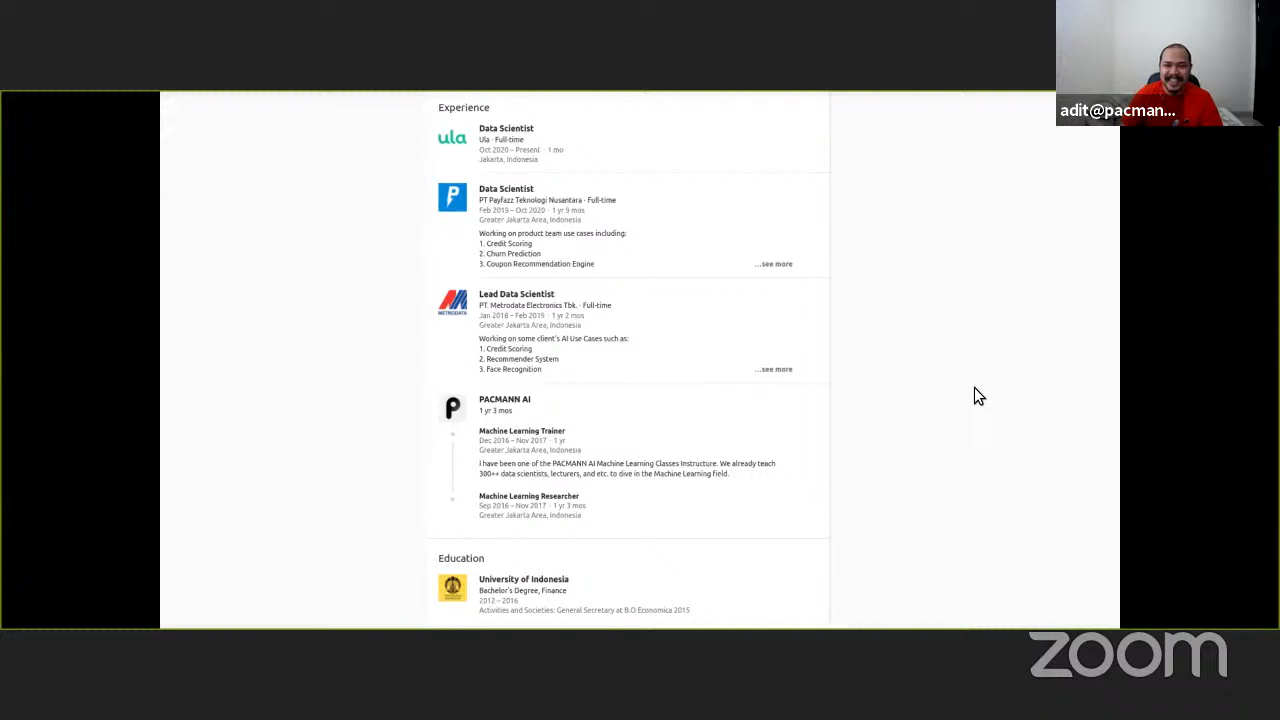 adit@pacman...
Experience
ula
Data Scientist
Ula · Full-time
Oct 2020 – Present · 1 mo
Jakarta, Indonesia
Data Scientist
PT Payfazz Teknologi Nusantara · Full-time
Feb 2019 – Oct 2020 · 1 yr 9 mos
Greater Jakarta Area, Indonesia
Working on product team use cases including:
1. Credit Scoring
2. Churn Prediction
3. Coupon Recommendation Engine
...see more
METRODATA
Lead Data Scientist
PT. Metrodata Electronics Tbk. · Full-time
Jan 2018 – Feb 2019 · 1 yr 2 mos
Greater Jakarta Area, Indonesia
Working on some client's AI Use Cases such as:
1. Credit Scoring
2. Recommender System
3. Face Recognition
...see more
PACMANN AI
1 yr 3 mos
Machine Learning Trainer
Dec 2016 – Nov 2017 · 1 yr
Greater Jakarta Area, Indonesia
I have been one of the PACMANN AI Machine Learning Classes Instructure. We already teach
300++ data scientists, lecturers, and etc. to dive in the Machine Learning field.
Machine Learning Researcher
Sep 2016 – Nov 2017 · 1 yr 3 mos
Greater Jakarta Area, Indonesia
Education
University of Indonesia
Bachelor's Degree, Finance
2012 – 2016
Activities and Societies: General Secretary at B.O Economica 2015
zoom